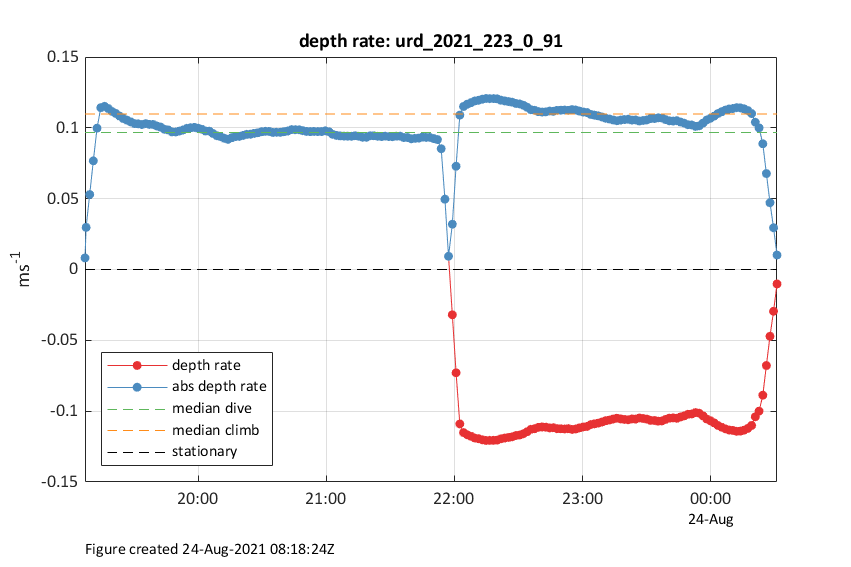 depth rate: urd_2021_223_0_91
0.15
0.1
0.05
0
-0.05
-0.1
-0.15
ms-1
depth rate
abs depth rate
median dive
median climb
stationary
20:00
21:00
22:00
23:00
00:00
24-Aug
Figure created 24-Aug-2021 08:18:24Z